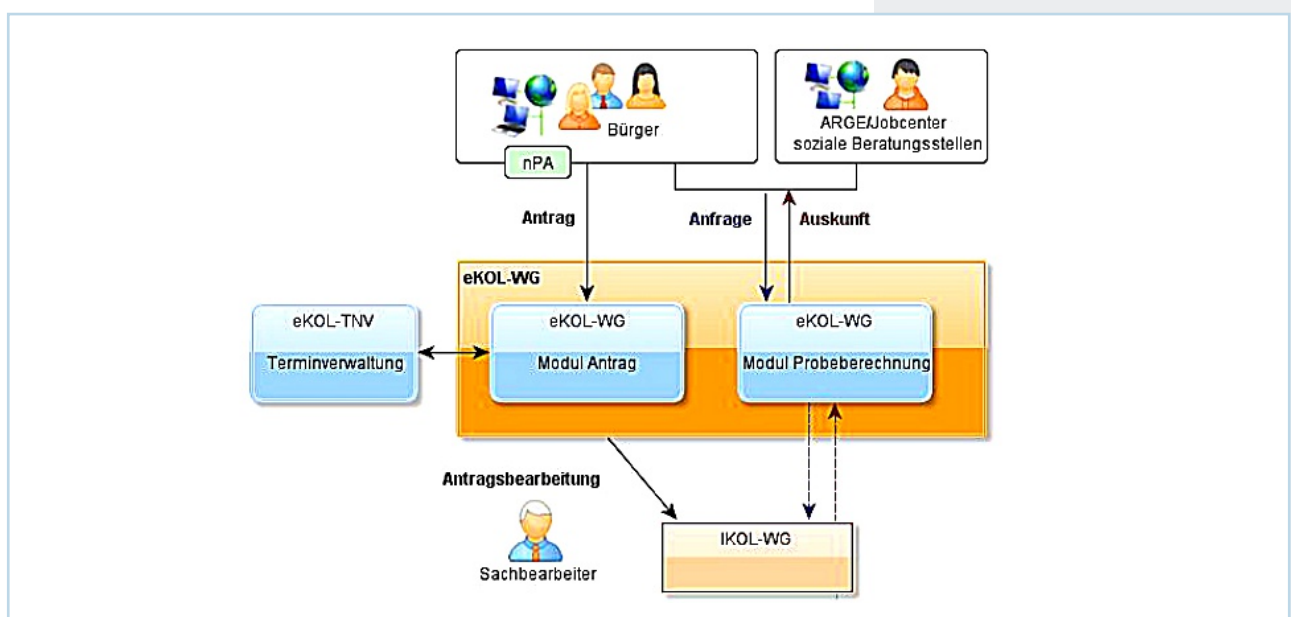 Bürger
nPA
ARGE/Jobcenter
soziale Beratungsstellen
Antrag
Anfrage
Auskunft
eKOL-WG
eKOL-TNV
Terminverwaltung
eKOL-WG
Modul Antrag
eKOL-WG
Modul Probeberechnung
Antragsbearbeitung
Sachbearbeiter
IKOL-WG